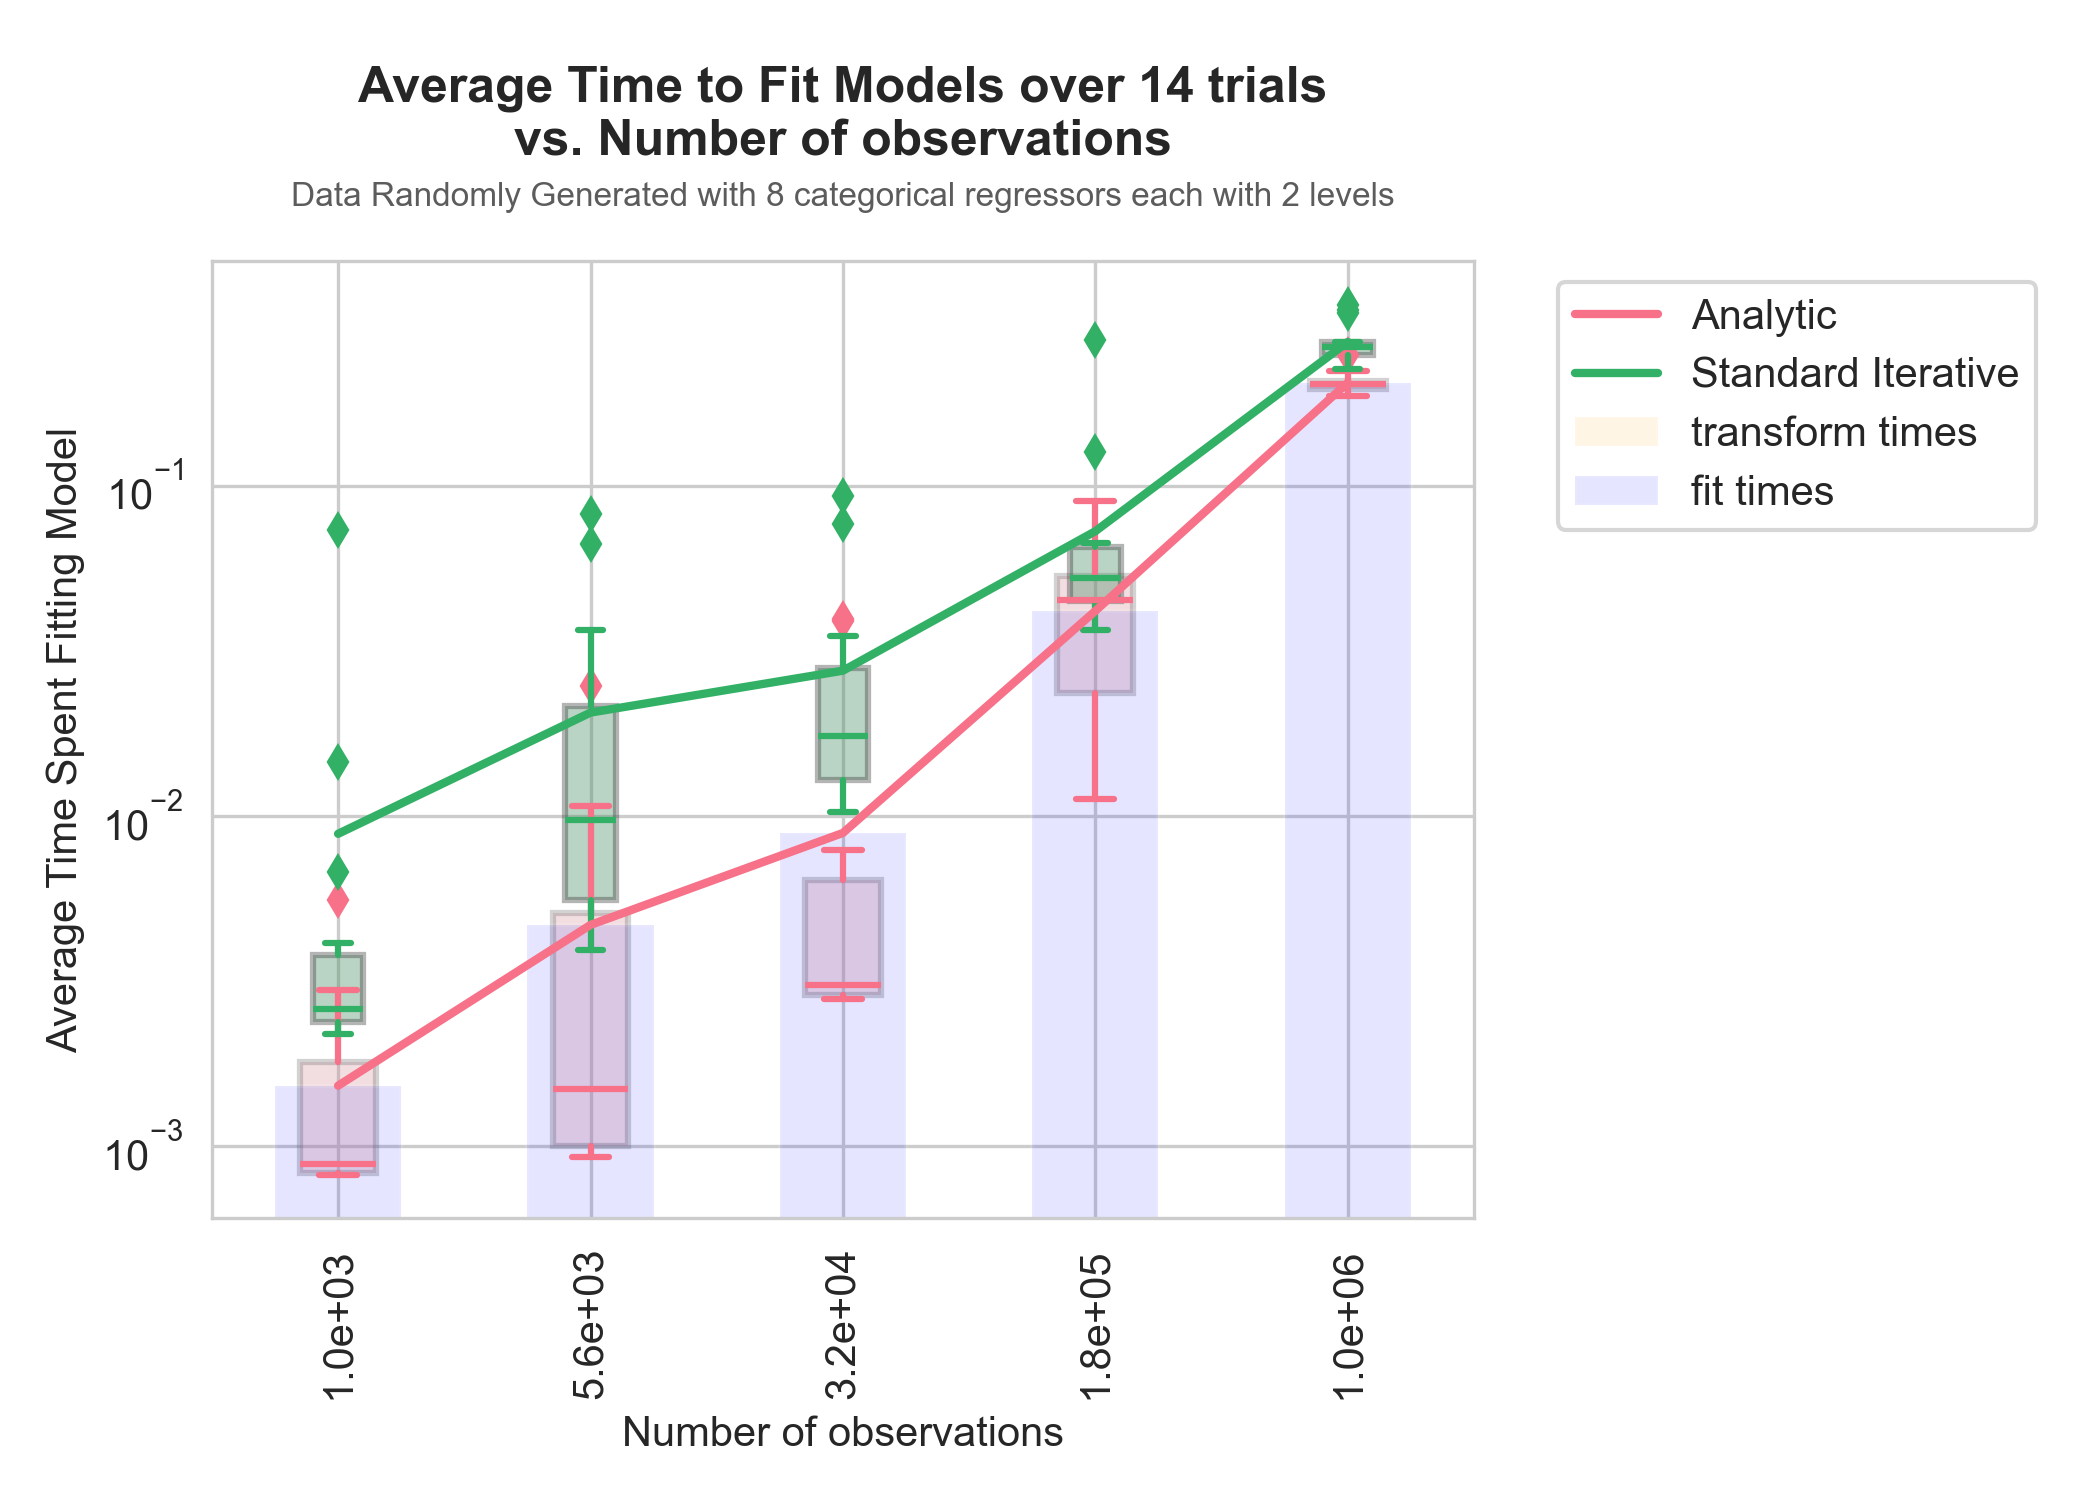 Average Time to Fit Models over 14 trials
vs. Number of observations
Data Randomly Generated with 8 categorical regressors each with 2 levels
Analytic
Standard Iterative
transform times
fit times
Average Time Spent Fitting Model
10⁻¹
10⁻²
10⁻³
1.0e+03
5.6e+03
3.2e+04
1.8e+05
1.0e+06
Number of observations